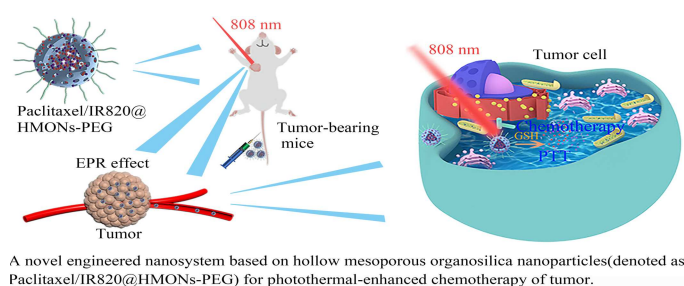 808 nm
Paclitaxel/IR820@
HMONs-PEG
Tumor-bearing
mice
EPR effect
Tumor
808 nm
Tumor cell
Chemotherapy
GSH
PTT
A novel engineered nanosystem based on hollow mesoporous organosilica nanoparticles(denoted as
Paclitaxel/IR820@HMONs-PEG) for photothermal-enhanced chemotherapy of tumor.